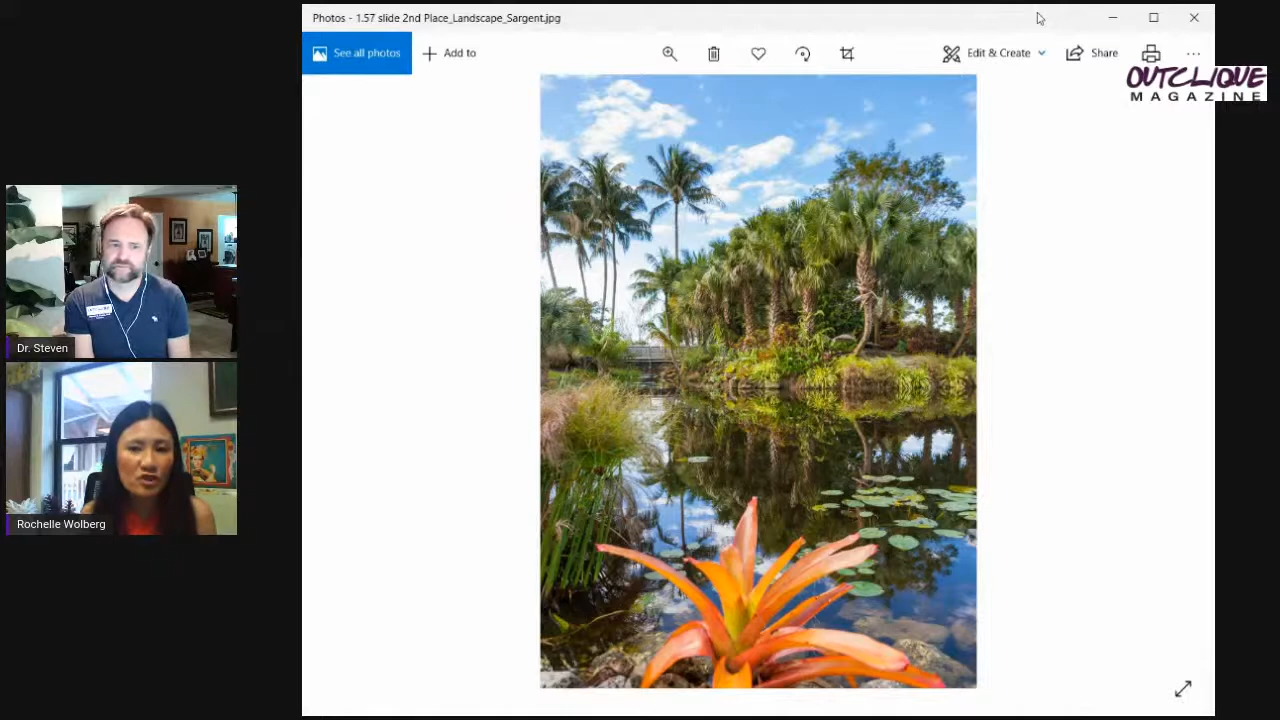 Photos - 1.57 slide 2nd Place_Landscape_Sargent.jpg
See all photos
Add to
Edit & Create
Share
OUTCLIQUE
MAGAZINE
Dr. Steven
Rochelle Wolberg